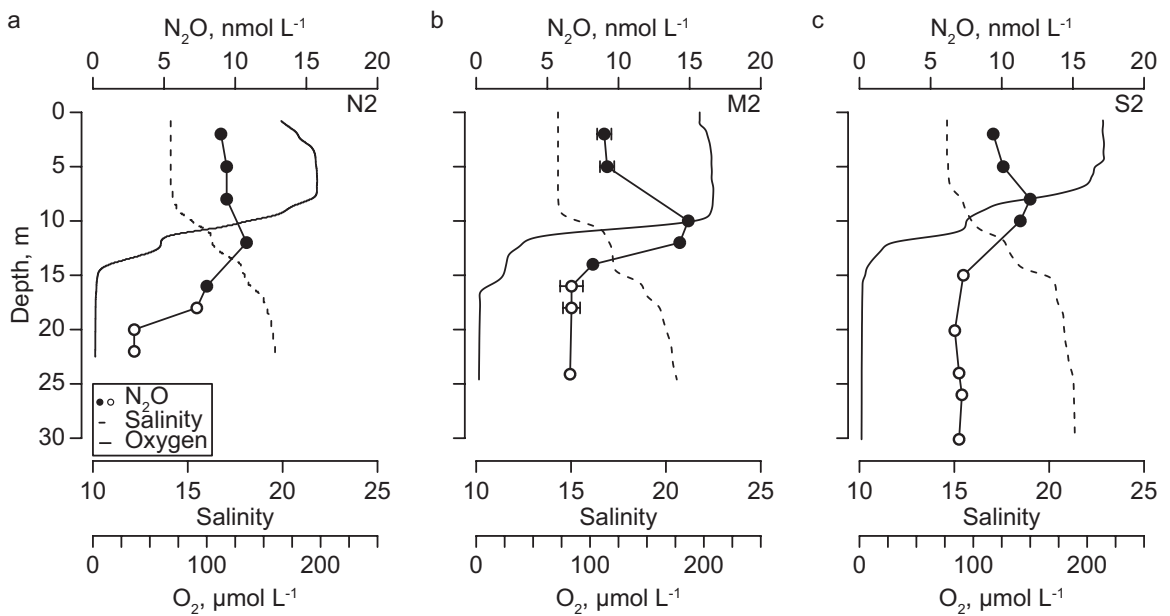 a
N₂O, nmol L⁻¹
0 5 10 15 20
N2
b
N₂O, nmol L⁻¹
0 5 10 15 20
M2
c
N₂O, nmol L⁻¹
0 5 10 15 20
S2
Depth, m
0
5
10
15
20
25
30
N₂O
Salinity
Oxygen
10 15 20 25
Salinity
0 100 200
O₂, µmol L⁻¹
10 15 20 25
Salinity
0 100 200
O₂, µmol L⁻¹
10 15 20 25
Salinity
0 100 200
O₂, µmol L⁻¹